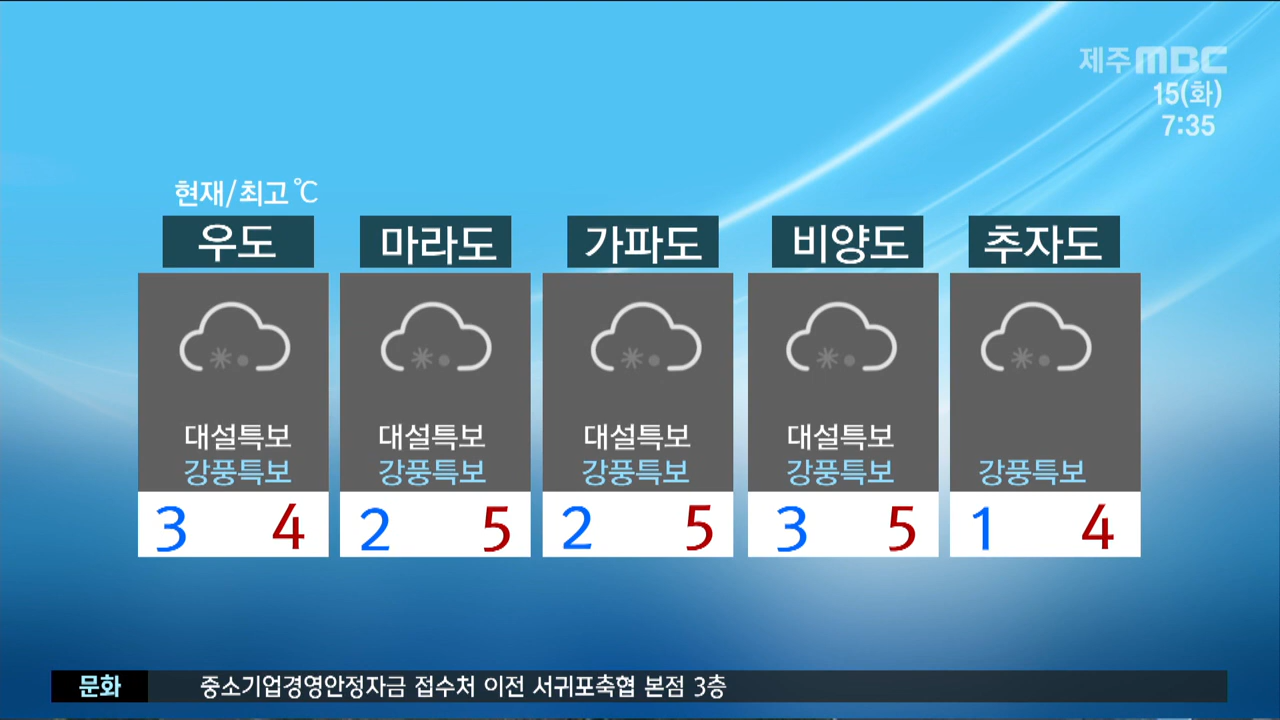 제주MBC
15(화)
7:35
현재/최고℃
우도 마라도 가파도 비양도 추자도
대설특보 대설특보 대설특보 대설특보
강풍특보 강풍특보 강풍특보 강풍특보 강풍특보
3 4 2 5 2 5 3 5 1 4
문화 중소기업경영안정자금 접수처 이전 서귀포축협 본점 3층